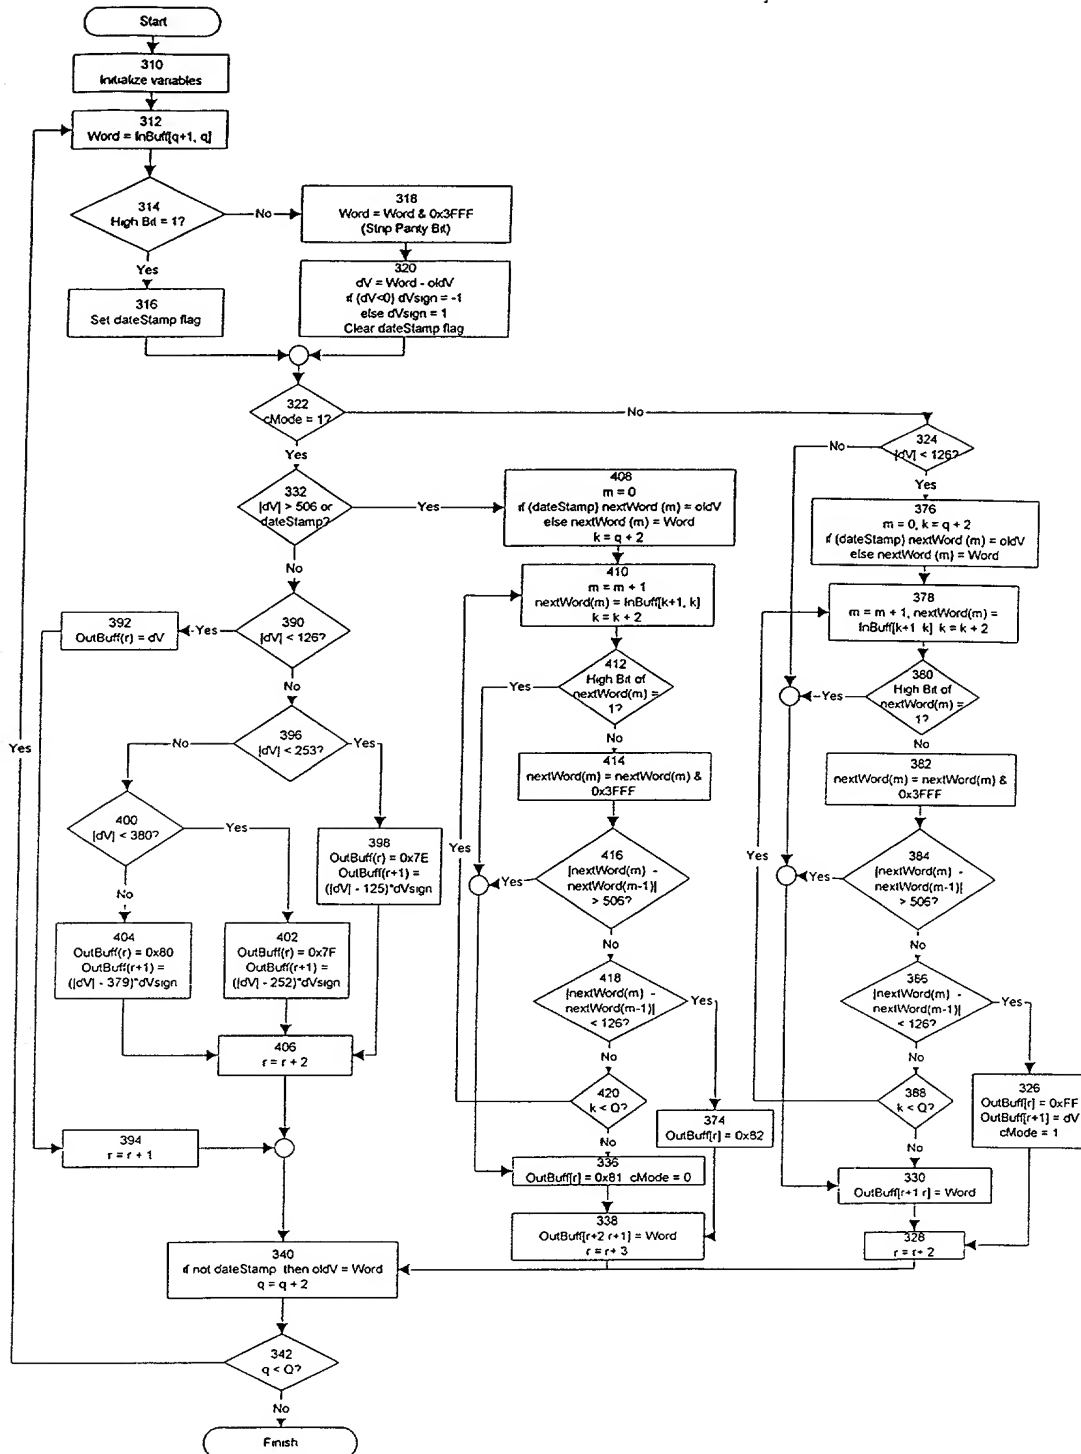 Start
310
Initialize variables
312
Word = InBuff[q+1, q]
314
High Bit = 1?
No
Yes
318
Word = Word & 0x3FFF
(Strip Parity Bit)
316
Set dateStamp flag
320
dV = Word - oldV
if (dV<0) dVsign = -1
else dVsign = 1
Clear dateStamp flag
322
cMode = 1?
No
Yes
324
|dV| < 126?
No
Yes
332
|dV| > 506 or
dateStamp?
Yes
No
408
m = 0
if (dateStamp) nextWord (m) = oldV
else nextWord (m) = Word
k = q + 2
376
m = 0, k = q + 2
if (dateStamp) nextWord (m) = oldV
else nextWord (m) = Word
410
m = m + 1
nextWord(m) = InBuff[k+1, k]
k = k + 2
378
m = m + 1, nextWord(m) =
InBuff[k+1 k] k = k + 2
392
OutBuff(r) = dV
Yes
390
|dV| < 126?
No
412
High Bit of
nextWord(m) =
1?
Yes
No
380
High Bit of
nextWord(m) =
1?
Yes
No
396
|dV| < 253?
No
Yes
Yes
414
nextWord(m) = nextWord(m) &
0x3FFF
382
nextWord(m) = nextWord(m) &
0x3FFF
400
|dV| < 380?
Yes
No
398
OutBuff(r) = 0x7E
OutBuff(r+1) =
(|dV| - 125)*dVsign
Yes
416
|nextWord(m) -
nextWord(m-1)|
> 506?
Yes
No
Yes
384
|nextWord(m) -
nextWord(m-1)|
> 506?
Yes
No
404
OutBuff(r) = 0x80
OutBuff(r+1) =
(|dV| - 379)*dVsign
402
OutBuff(r) = 0x7F
OutBuff(r+1) =
(|dV| - 252)*dVsign
418
|nextWord(m) -
nextWord(m-1)|
< 126?
Yes
No
386
|nextWord(m) -
nextWord(m-1)|
< 126?
Yes
No
406
r = r + 2
420
k < Q?
No
374
OutBuff[r] = 0x82
388
k < Q?
No
326
OutBuff[r] = 0xFF
OutBuff[r+1] = dV
cMode = 1
394
r = r + 1
336
OutBuff[r] = 0x81 cMode = 0
330
OutBuff[r+1 r] = Word
338
OutBuff[r+2 r+1] = Word
r = r + 3
328
r = r + 2
340
if not dateStamp then oldV = Word
q = q + 2
342
q < Q?
No
Finish